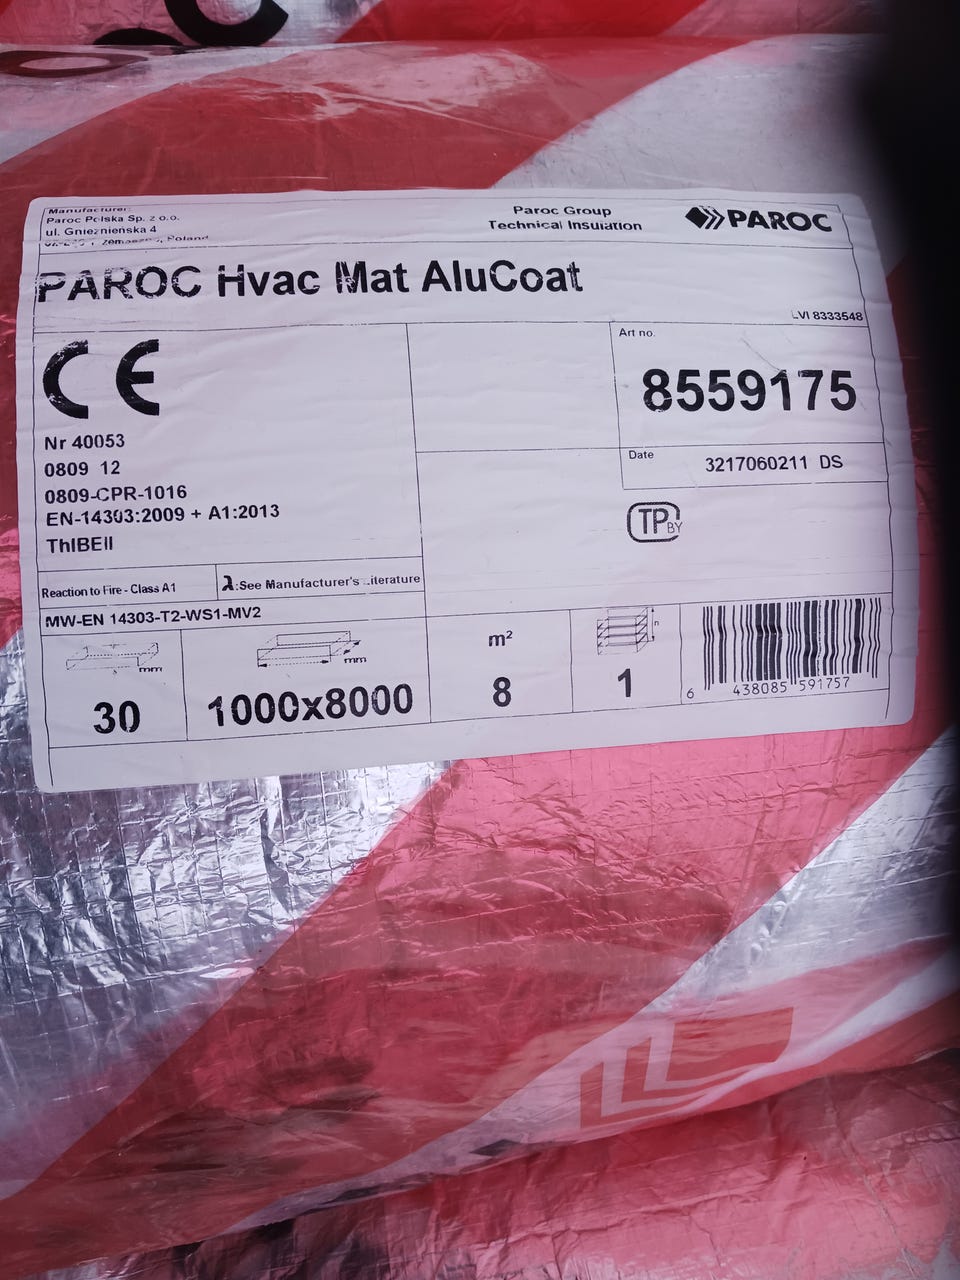 Manufacturer:
Paroc Polska Sp. z o.o.
ul. Gnieźnieńska 4
Poland
Paroc Group
Technical Insulation
PAROC
PAROC Hvac Mat AluCoat
LVI 8333548
CE
Art no.
8559175
Nr 40053
0809 12
0809-CPR-1016
EN-14303:2009 + A1:2013
ThIBEII
Date
3217060211 DS
TP BY
Reaction to Fire - Class A1
λ:See Manufacturer's Literature
MW-EN 14303-T2-WS1-MV2
mm
30
mm
1000x8000
m²
8
n
1
6 438085 591757